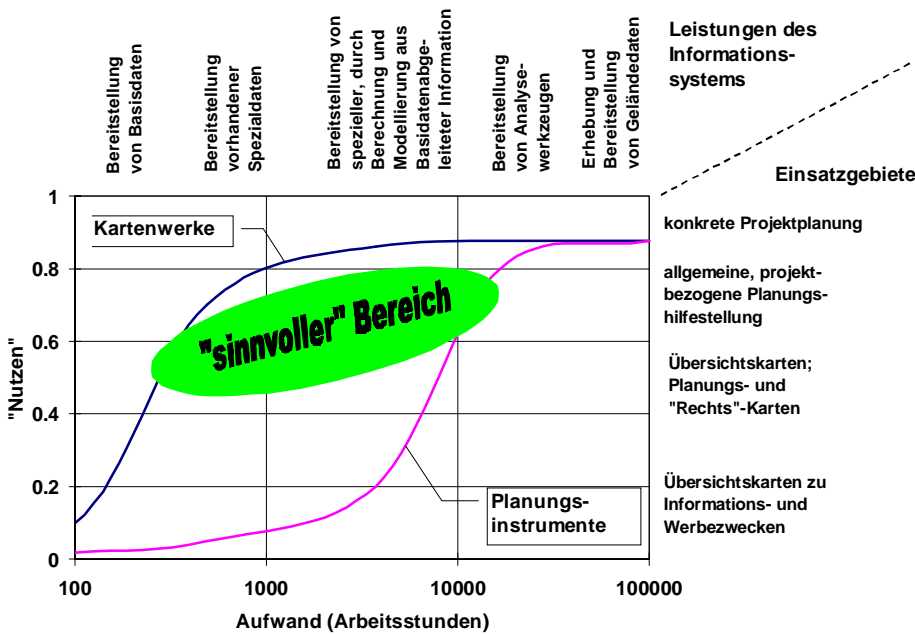 Bereitstellung
von Basisdaten
Bereitstellung
vorhandener
Spezialdaten
Bereitstellung von
spezieller, durch
Berechnung und
Modellierung aus
Basidatenabge-
leiteter Information
Bereitstellung
von Analyse-
werkzeugen
Erhebung und
Bereitstellung
von Geländedaten
Leistungen des
Informations-
systems
Einsatzgebiete
1
0.8
0.6
0.4
0.2
0
"Nutzen"
Kartenwerke
"sinnvoller" Bereich
Planungs-
instrumente
konkrete Projektplanung
allgemeine, projekt-
bezogene Planungs-
hilfestellung
Übersichtskarten;
Planungs- und
"Rechts"-Karten
Übersichtskarten zu
Informations- und
Werbezwecken
100
1000
10000
100000
Aufwand (Arbeitsstunden)